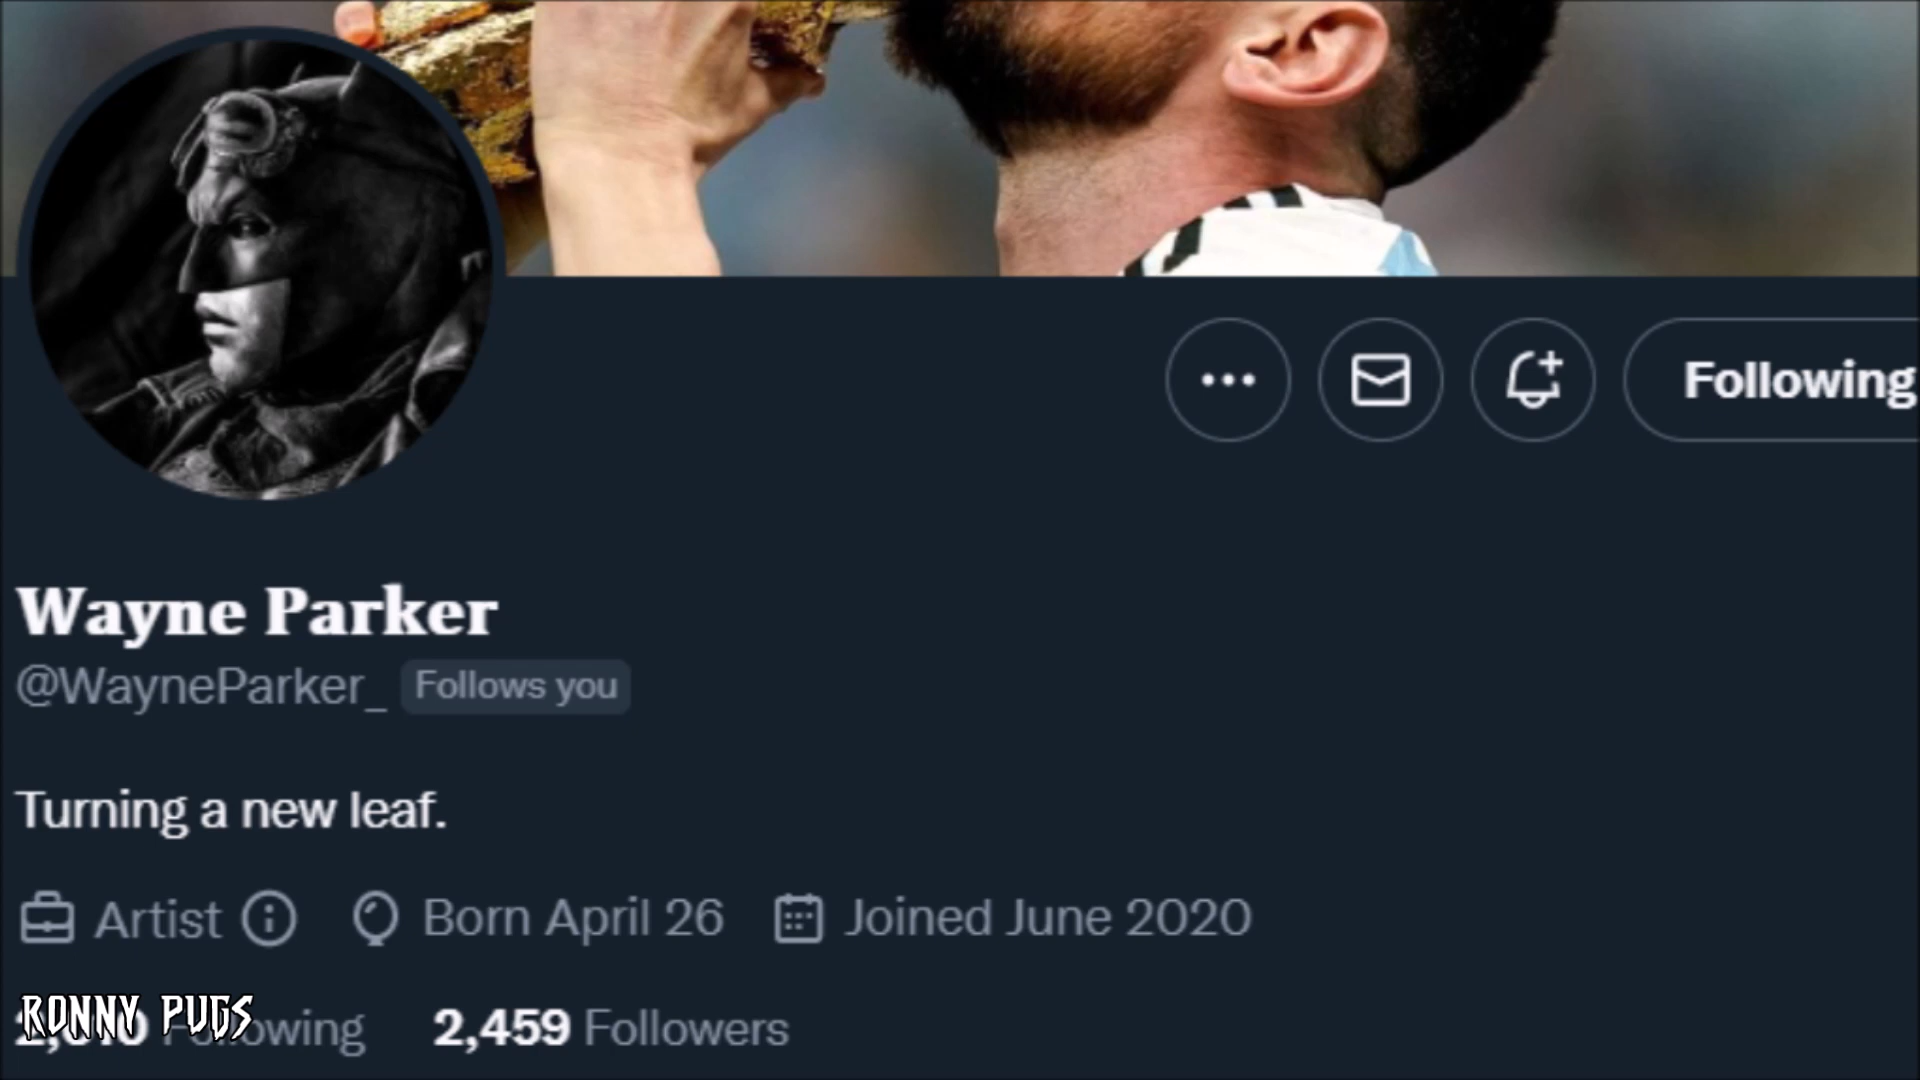 Following
Wayne Parker
@WayneParker_ Follows you
Turning a new leaf.
Artist Born April 26 Joined June 2020
RONNY PUGS
Following 2,459 Followers